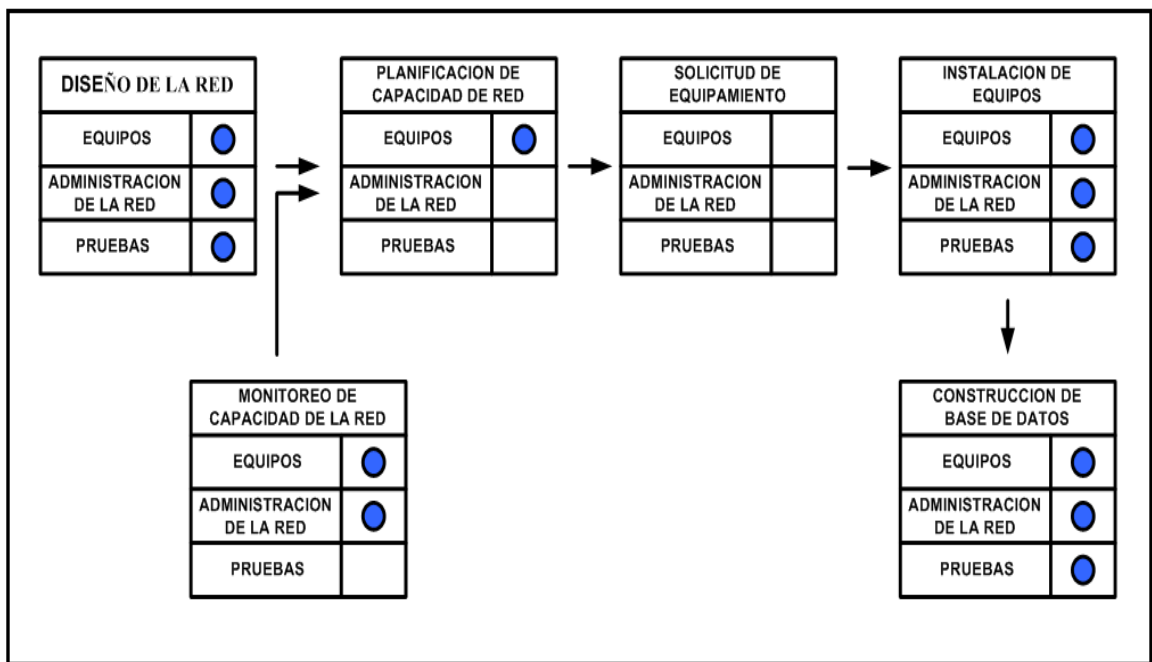 DISEÑO DE LA RED
EQUIPOS
ADMINISTRACION
DE LA RED
PRUEBAS
PLANIFICACION DE
CAPACIDAD DE RED
EQUIPOS
ADMINISTRACION
DE LA RED
PRUEBAS
SOLICITUD DE
EQUIPAMIENTO
EQUIPOS
ADMINISTRACION
DE LA RED
PRUEBAS
INSTALACION DE
EQUIPOS
EQUIPOS
ADMINISTRACION
DE LA RED
PRUEBAS
MONITOREO DE
CAPACIDAD DE LA RED
EQUIPOS
ADMINISTRACION
DE LA RED
PRUEBAS
CONSTRUCCION DE
BASE DE DATOS
EQUIPOS
ADMINISTRACION
DE LA RED
PRUEBAS